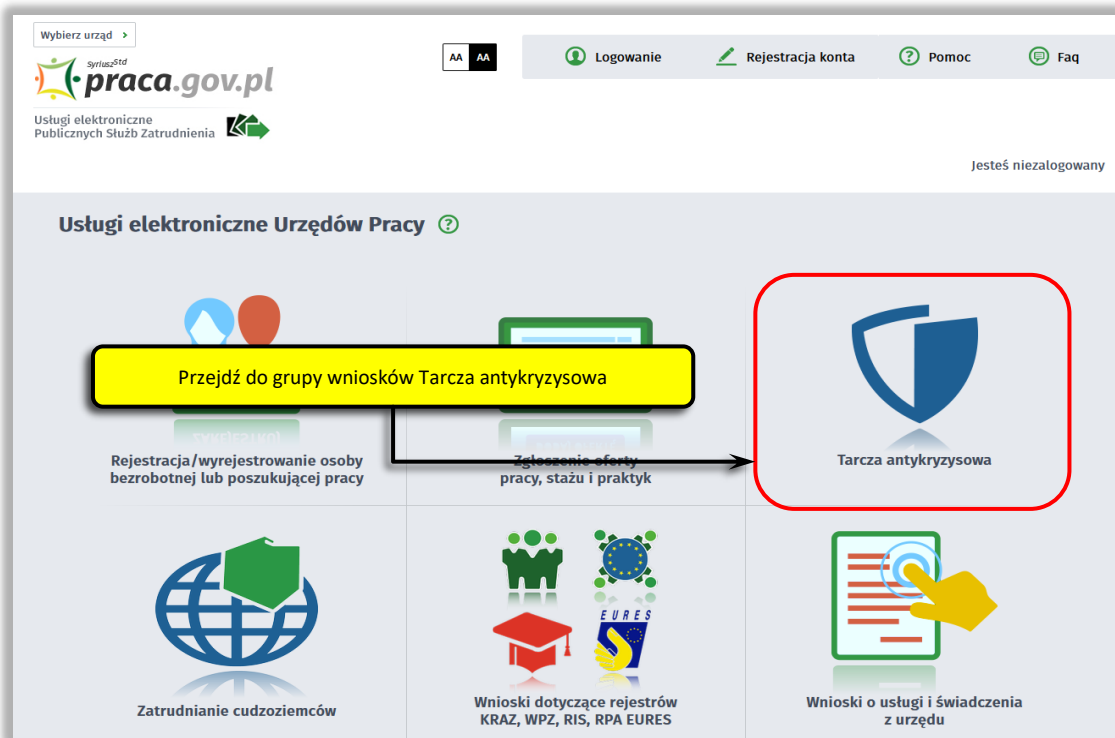 Wybierz urząd >
AA AA
Logowanie
Rejestracja konta
? Pomoc
Faq
Syriusz Std
praca.gov.pl
Usługi elektroniczne
Publicznych Służb Zatrudnienia
Jesteś niezalogowany
Usługi elektroniczne Urzędów Pracy ?
Przejdź do grupy wniosków Tarcza antykryzysowa
Rejestracja/wyrejestrowanie osoby
bezrobotnej lub poszukującej pracy
Zgłoszenie oferty
pracy, stażu i praktyk
Tarcza antykryzysowa
Zatrudnianie cudzoziemców
EURES
Wnioski dotyczące rejestrów
KRAZ, WPZ, RIS, RPA EURES
Wnioski o usługi i świadczenia
z urzędu